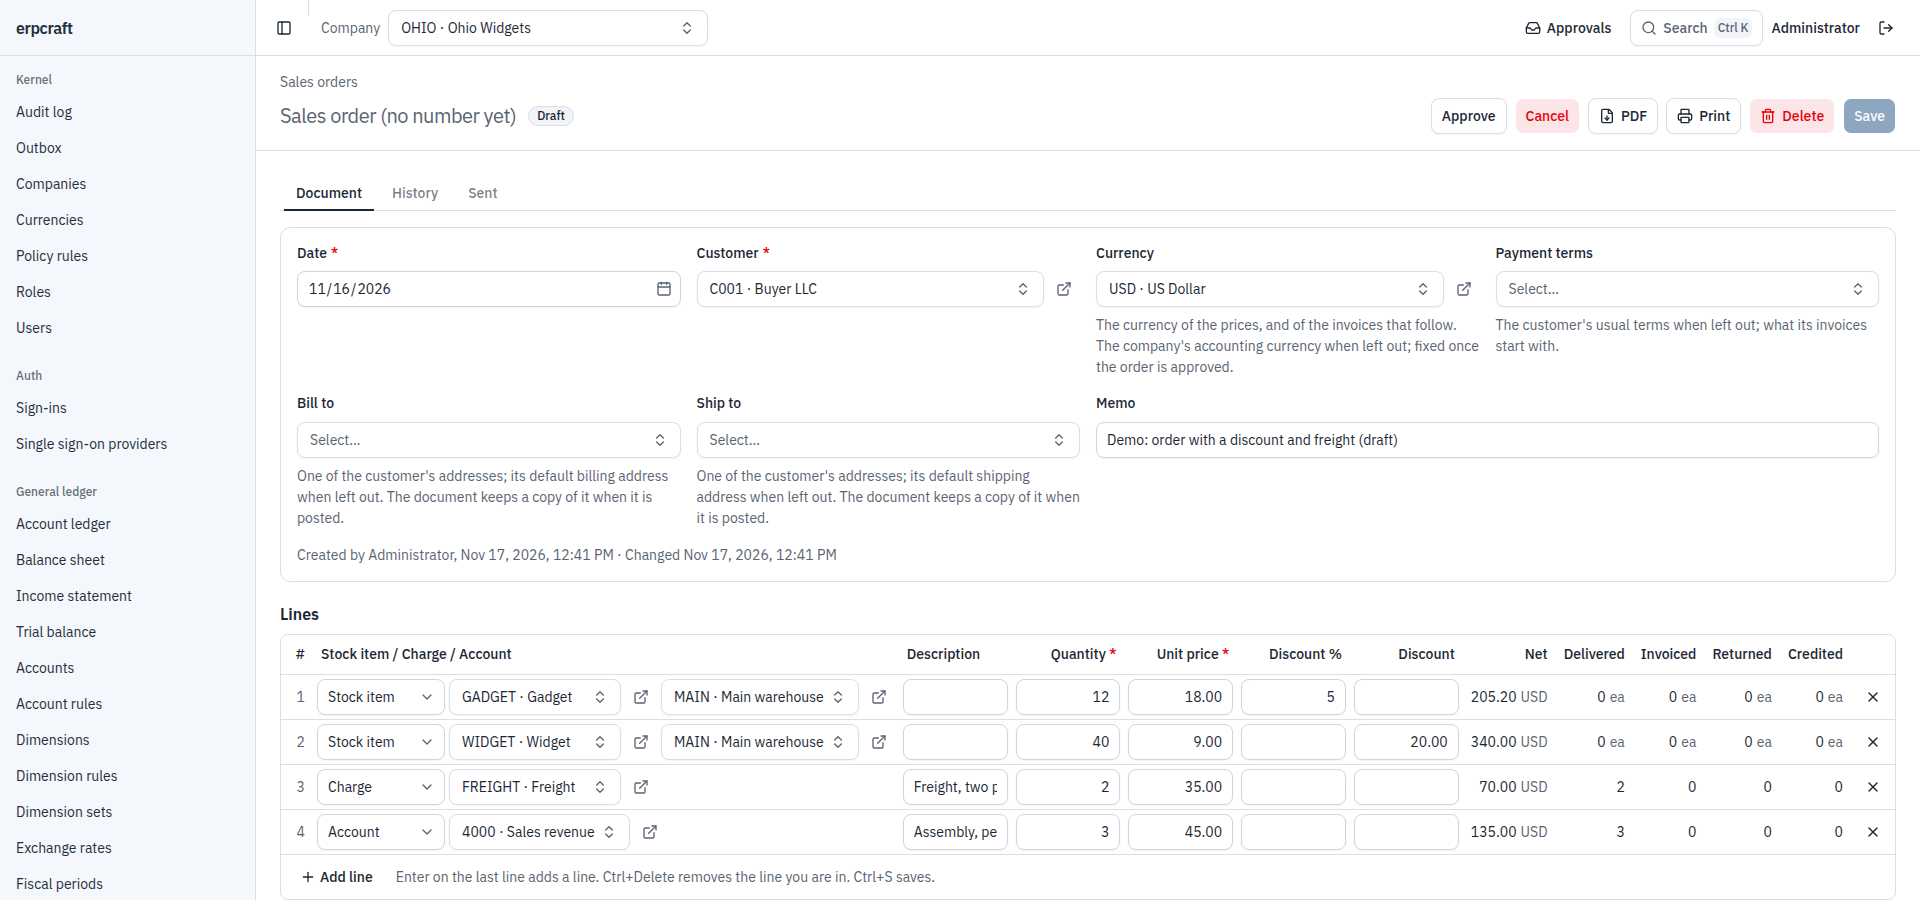 erpcraft
Company
OHIO · Ohio Widgets
Approvals
Search Ctrl K
Administrator
Kernel
Audit log
Outbox
Companies
Currencies
Policy rules
Roles
Users
Auth
Sign-ins
Single sign-on providers
General ledger
Account ledger
Balance sheet
Income statement
Trial balance
Accounts
Account rules
Dimensions
Dimension rules
Dimension sets
Exchange rates
Fiscal periods
Sales orders
Sales order (no number yet) Draft
Approve Cancel PDF Print Delete Save
Document History Sent
Date * Customer * Currency Payment terms
11/16/2026 C001 · Buyer LLC USD · US Dollar Select...
The currency of the prices, and of the invoices that follow.
The company's accounting currency when left out; fixed once
the order is approved.
The customer's usual terms when left out; what its invoices
start with.
Bill to Ship to Memo
Select... Select... Demo: order with a discount and freight (draft)
One of the customer's addresses; its default billing address
when left out. The document keeps a copy of it when it is
posted.
One of the customer's addresses; its default shipping
address when left out. The document keeps a copy of it when
it is posted.
Created by Administrator, Nov 17, 2026, 12:41 PM · Changed Nov 17, 2026, 12:41 PM
Lines
# Stock item / Charge / Account Description Quantity * Unit price * Discount % Discount Net Delivered Invoiced Returned Credited
1 Stock item GADGET · Gadget MAIN · Main warehouse 12 18.00 5 205.20 USD 0 ea 0 ea 0 ea 0 ea
2 Stock item WIDGET · Widget MAIN · Main warehouse 40 9.00 20.00 340.00 USD 0 ea 0 ea 0 ea 0 ea
3 Charge FREIGHT · Freight Freight, two p 2 35.00 70.00 USD 2 0 0 0
4 Account 4000 · Sales revenue Assembly, pe 3 45.00 135.00 USD 3 0 0 0
Add line Enter on the last line adds a line. Ctrl+Delete removes the line you are in. Ctrl+S saves.